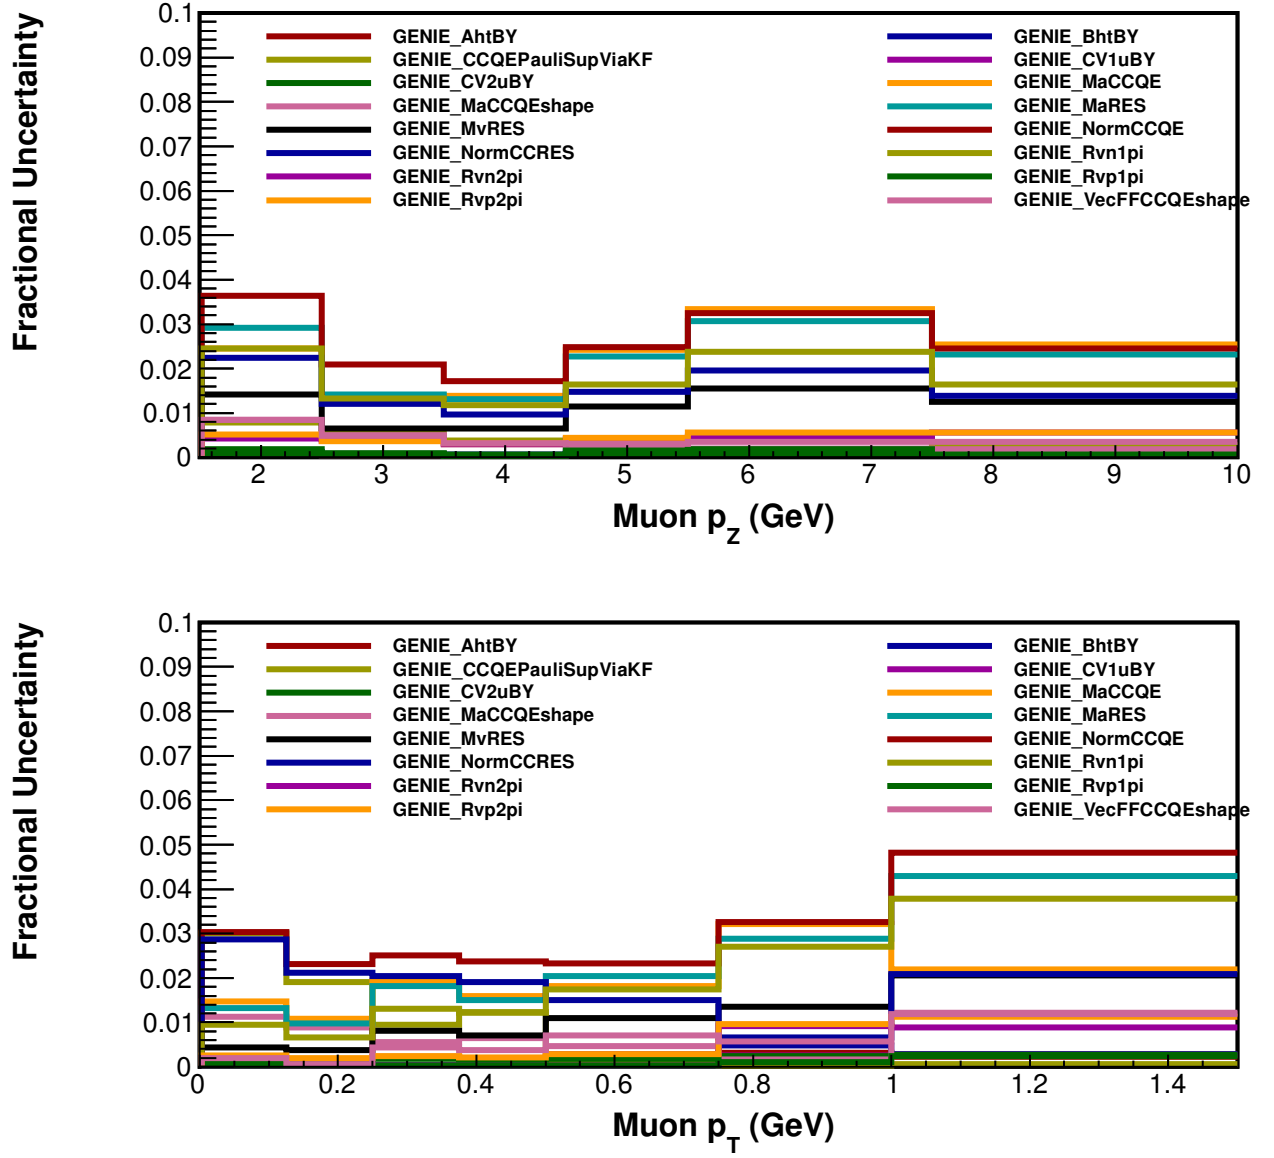 Fractional Uncertainty
0.1
0.09
0.08
0.07
0.06
0.05
0.04
0.03
0.02
0.01
0
GENIE_AhtBY
GENIE_CCQEPauliSupViaKF
GENIE_CV2uBY
GENIE_MaCCQEshape
GENIE_MvRES
GENIE_NormCCRES
GENIE_Rvn2pi
GENIE_Rvp2pi
GENIE_BhtBY
GENIE_CV1uBY
GENIE_MaCCQE
GENIE_MaRES
GENIE_NormCCQE
GENIE_Rvn1pi
GENIE_Rvp1pi
GENIE_VecFFCCQEshape
2 3 4 5 6 7 8 9 10
Muon pZ (GeV)
Fractional Uncertainty
0.1
0.09
0.08
0.07
0.06
0.05
0.04
0.03
0.02
0.01
0
GENIE_AhtBY
GENIE_CCQEPauliSupViaKF
GENIE_CV2uBY
GENIE_MaCCQEshape
GENIE_MvRES
GENIE_NormCCRES
GENIE_Rvn2pi
GENIE_Rvp2pi
GENIE_BhtBY
GENIE_CV1uBY
GENIE_MaCCQE
GENIE_MaRES
GENIE_NormCCQE
GENIE_Rvn1pi
GENIE_Rvp1pi
GENIE_VecFFCCQEshape
0 0.2 0.4 0.6 0.8 1 1.2 1.4
Muon pT (GeV)